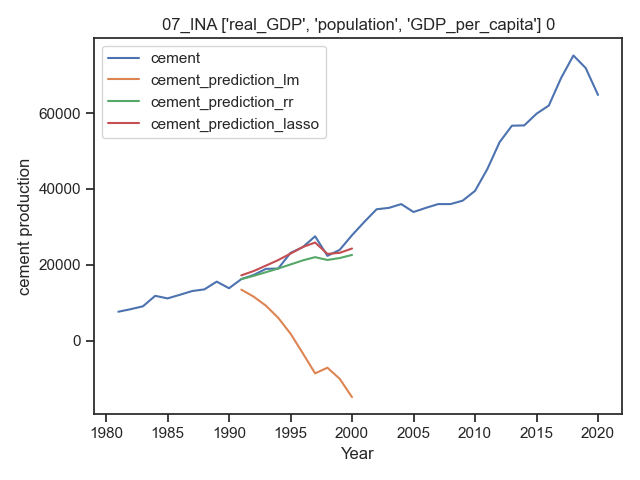 07_INA ['real_GDP', 'population', 'GDP_per_capita'] 0
cement
cement_prediction_lm
cement_prediction_rr
cement_prediction_lasso
cement production
60000
40000
20000
0
1980 1985 1990 1995 2000 2005 2010 2015 2020
Year